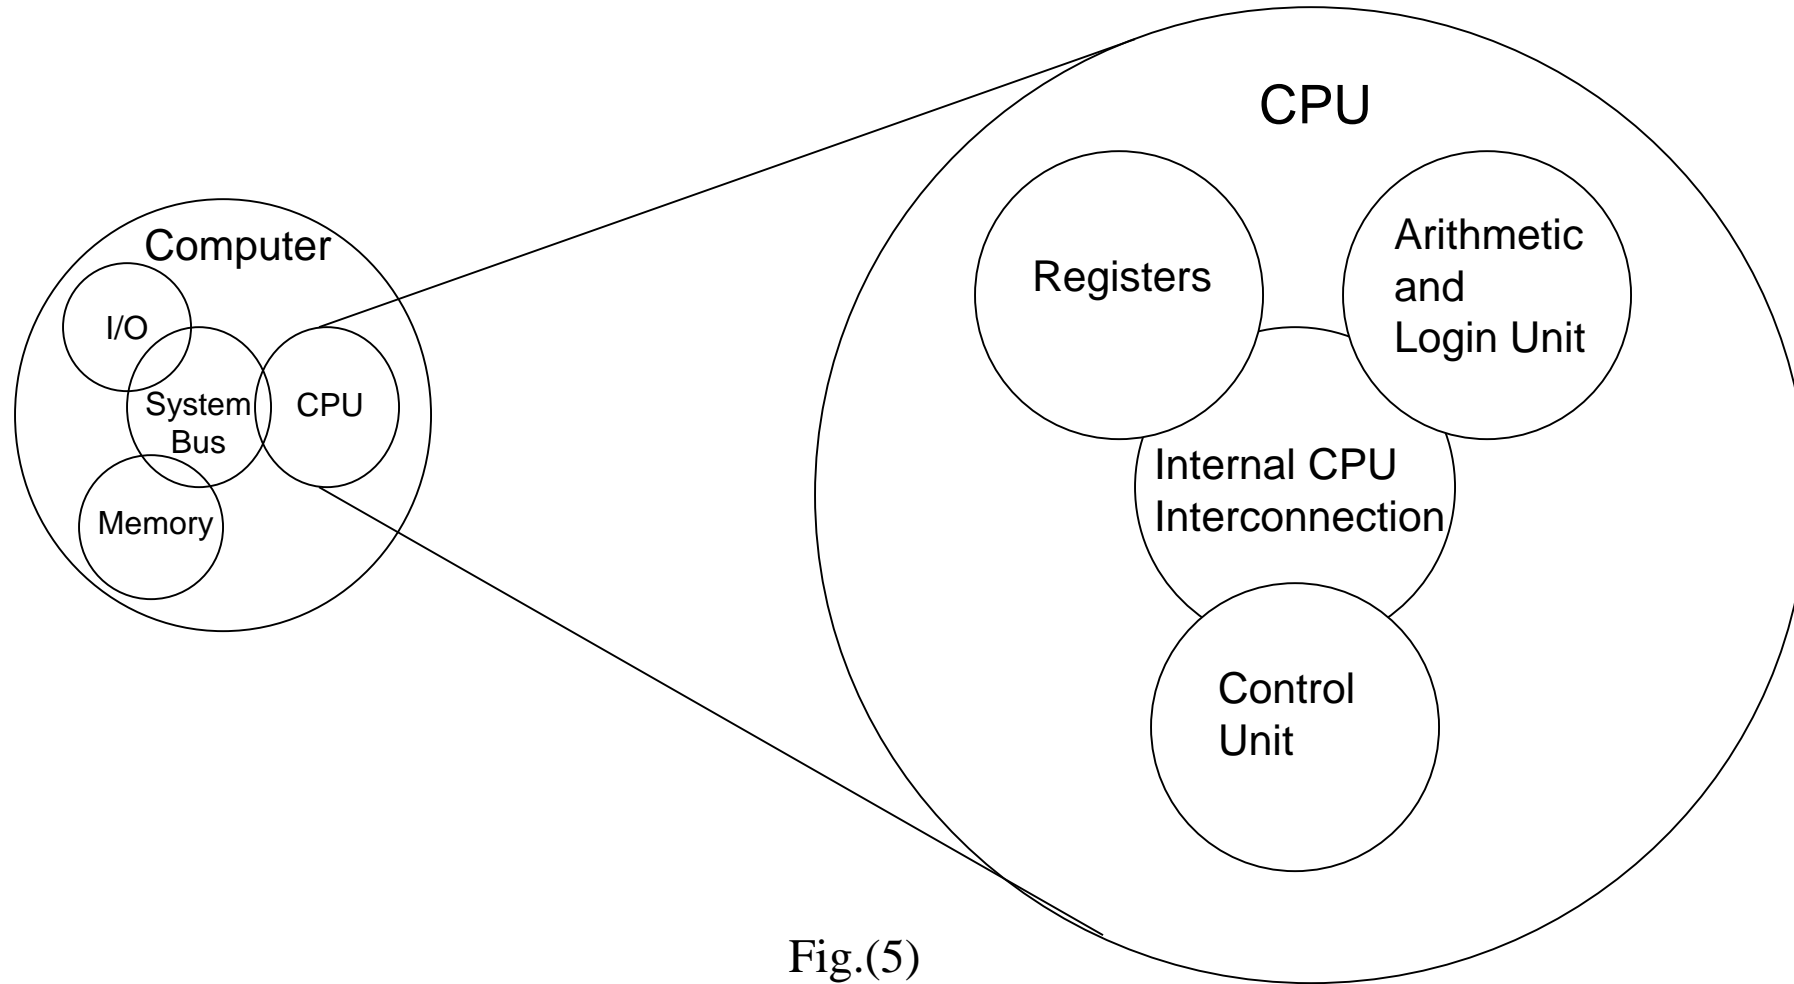 Computer
I/O
System
Bus
CPU
Memory
CPU
Registers
Arithmetic
and
Login Unit
Internal CPU
Interconnection
Control
Unit
Fig.(5)